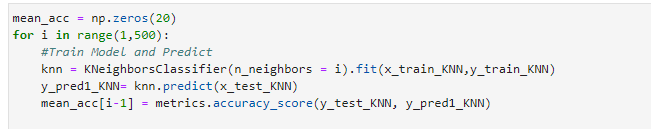 mean_acc = np.zeros(20)
for i in range(1,500):
    #Train Model and Predict
    knn = KNeighborsClassifier(n_neighbors = i).fit(x_train_KNN,y_train_KNN)
    y_pred1_KNN= knn.predict(x_test_KNN)
    mean_acc[i-1] = metrics.accuracy_score(y_test_KNN, y_pred1_KNN)